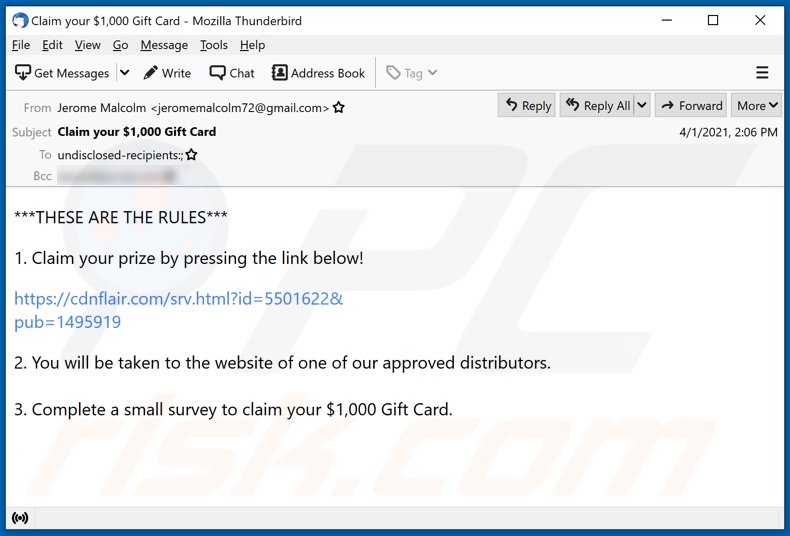 Claim your $1,000 Gift Card - Mozilla Thunderbird
File Edit View Go Message Tools Help
Get Messages Write Chat Address Book Tag
From Jerome Malcolm <jeromemalcolm72@gmail.com> Reply Reply All Forward More
Subject Claim your $1,000 Gift Card 4/1/2021, 2:06 PM
To undisclosed-recipients:;
Bcc
***THESE ARE THE RULES***
1. Claim your prize by pressing the link below!
https://cdnflair.com/srv.html?id=5501622&
pub=1495919
2. You will be taken to the website of one of our approved distributors.
3. Complete a small survey to claim your $1,000 Gift Card.
PC
risk.com